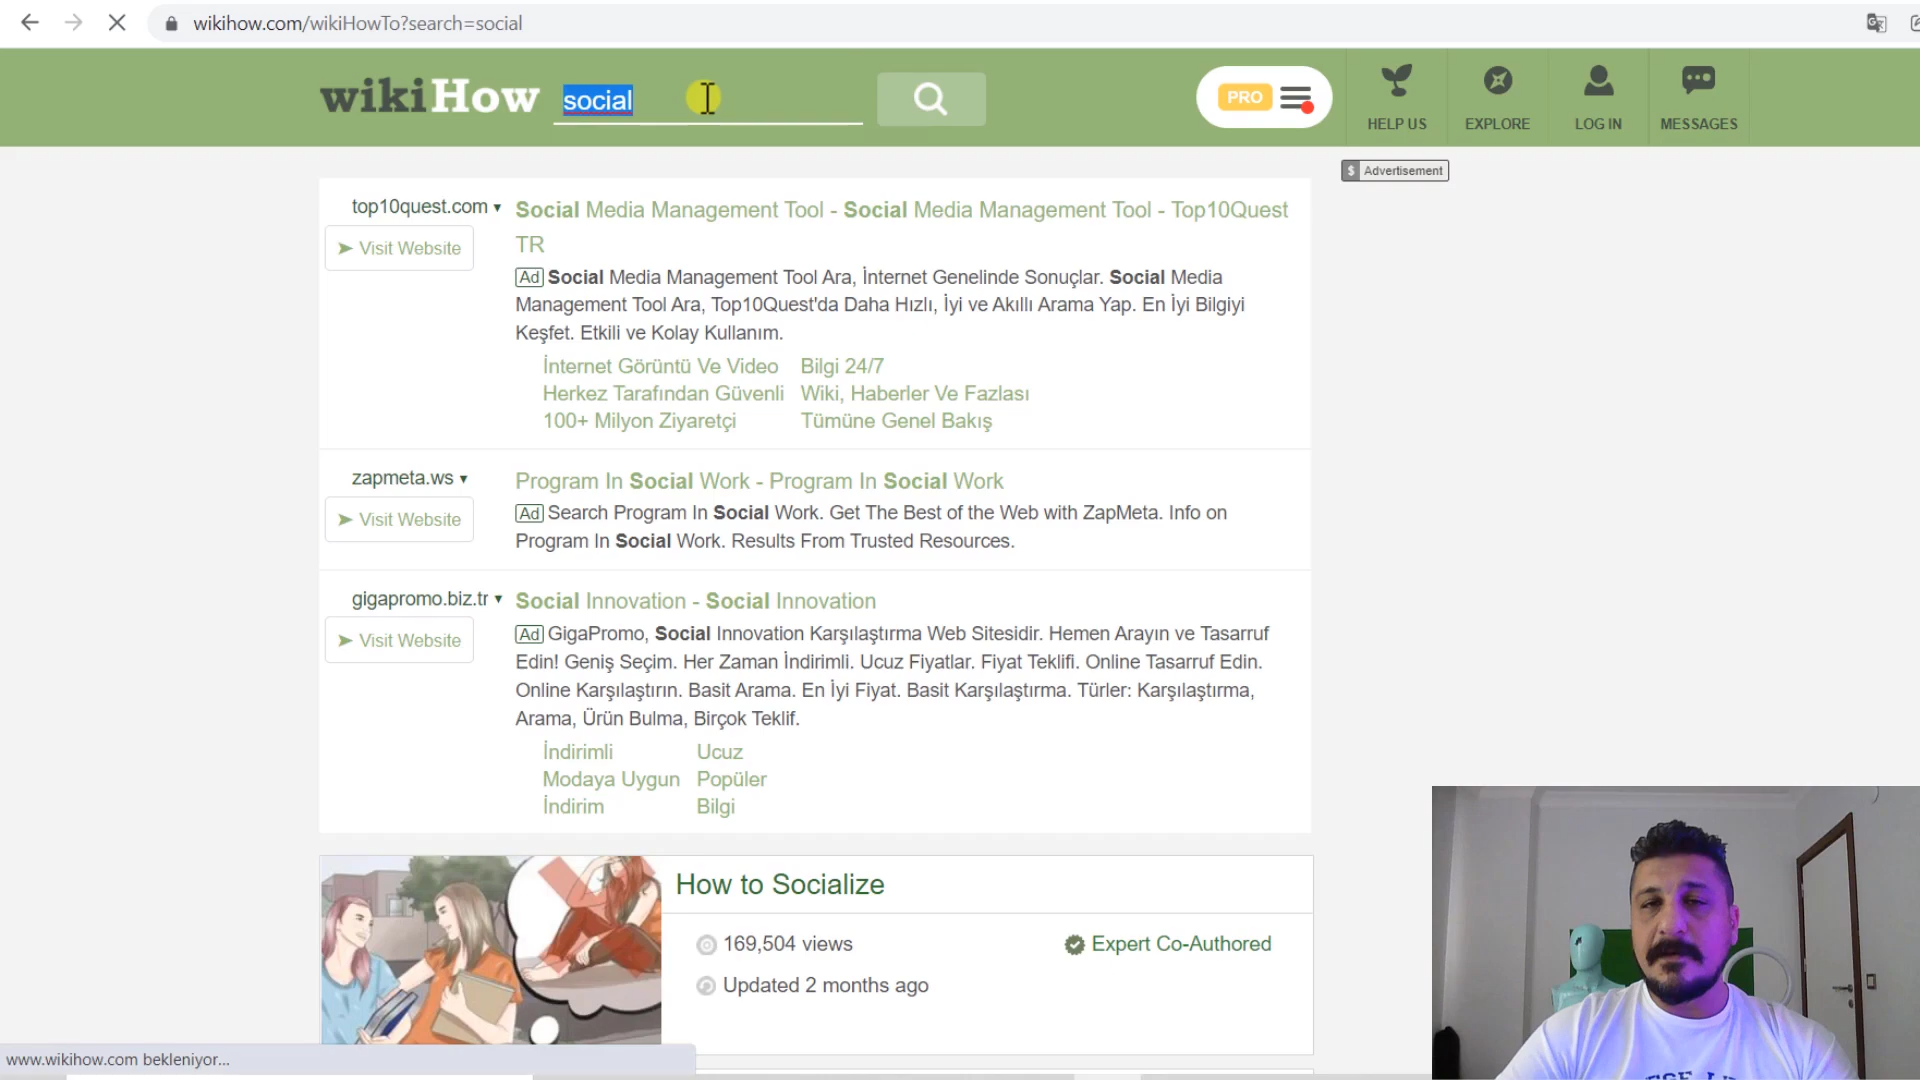 wikihow.com/wikiHowTo?search=social
wikiHow
social
PRO
HELP US
EXPLORE
LOG IN
MESSAGES
$ Advertisement
top10quest.com ▾
➤ Visit Website
Social Media Management Tool - Social Media Management Tool - Top10Quest
TR
Ad Social Media Management Tool Ara, İnternet Genelinde Sonuçlar. Social Media
Management Tool Ara, Top10Quest'da Daha Hızlı, İyi ve Akıllı Arama Yap. En İyi Bilgiyi
Keşfet. Etkili ve Kolay Kullanım.
İnternet Görüntü Ve Video Bilgi 24/7
Herkez Tarafından Güvenli Wiki, Haberler Ve Fazlası
100+ Milyon Ziyaretçi Tümüne Genel Bakış
zapmeta.ws ▾
➤ Visit Website
Program In Social Work - Program In Social Work
Ad Search Program In Social Work. Get The Best of the Web with ZapMeta. Info on
Program In Social Work. Results From Trusted Resources.
gigapromo.biz.tr ▾
➤ Visit Website
Social Innovation - Social Innovation
Ad GigaPromo, Social Innovation Karşılaştırma Web Sitesidir. Hemen Arayın ve Tasarruf
Edin! Geniş Seçim. Her Zaman İndirimli. Ucuz Fiyatlar. Fiyat Teklifi. Online Tasarruf Edin.
Online Karşılaştırın. Basit Arama. En İyi Fiyat. Basit Karşılaştırma. Türler: Karşılaştırma,
Arama, Ürün Bulma, Birçok Teklif.
İndirimli Ucuz
Modaya Uygun Popüler
İndirim Bilgi
How to Socialize
169,504 views
Expert Co-Authored
Updated 2 months ago
www.wikihow.com bekleniyor...